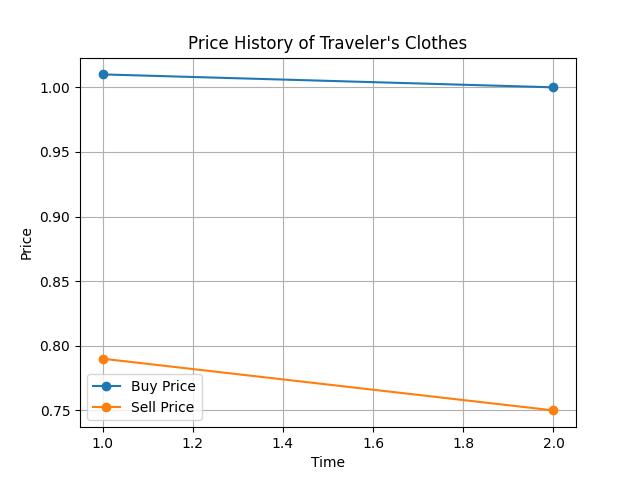 Price History of Traveler's Clothes
Price
1.00
0.95
0.90
0.85
0.80
0.75
Buy Price
Sell Price
1.0 1.2 1.4 1.6 1.8 2.0
Time